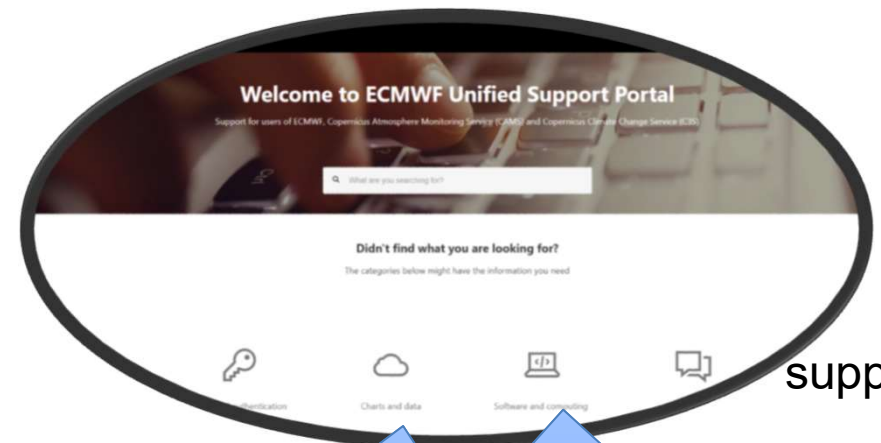 Welcome to ECMWF Unified Support Portal
Support for users of ECMWF, Copernicus Atmosphere Monitoring Service (CAMS) and Copernicus Climate Change Service (C3S)
What are you searching for?
Didn't find what you are looking for?
The categories below might have the information you need
Charts and data
Software and computing
supp